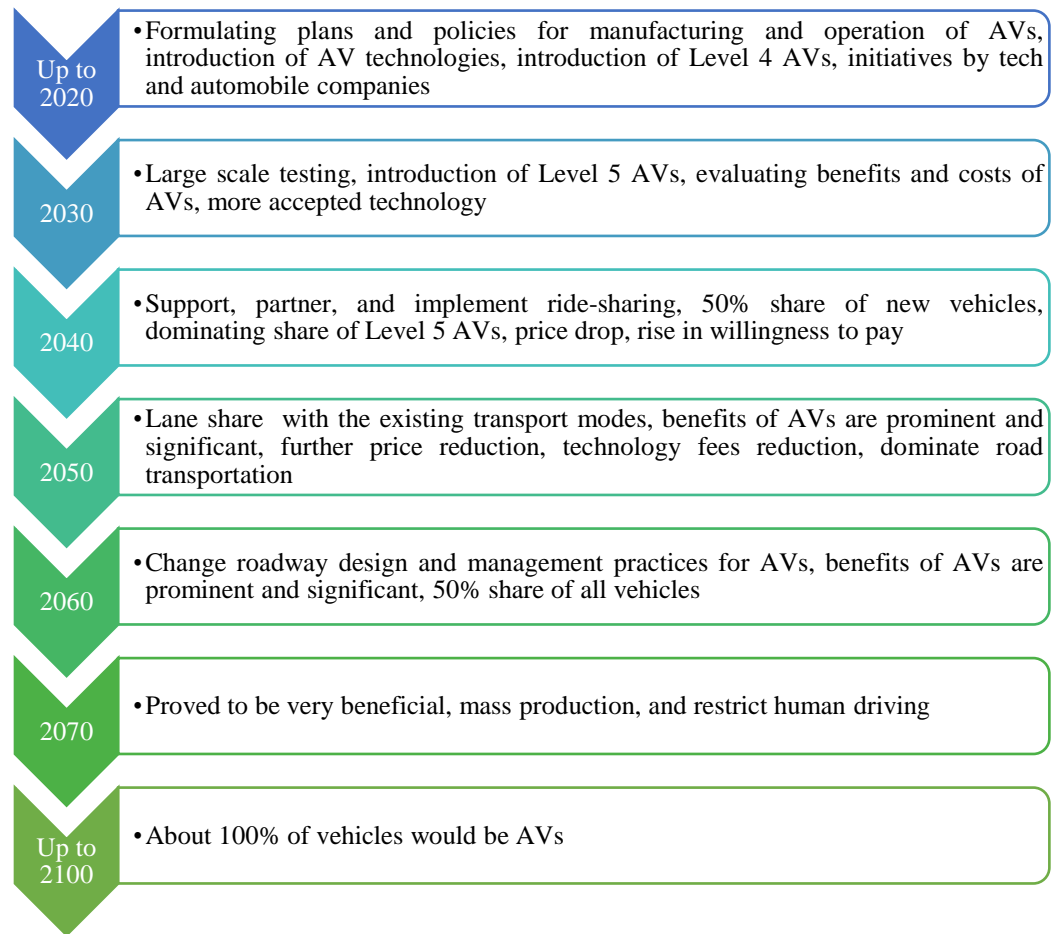 Up to
2020
•Formulating plans and policies for manufacturing and operation of AVs,
introduction of AV technologies, introduction of Level 4 AVs, initiatives by tech
and automobile companies
2030
•Large scale testing, introduction of Level 5 AVs, evaluating benefits and costs of
AVs, more accepted technology
2040
•Support, partner, and implement ride-sharing, 50% share of new vehicles,
dominating share of Level 5 AVs, price drop, rise in willingness to pay
2050
•Lane share with the existing transport modes, benefits of AVs are prominent and
significant, further price reduction, technology fees reduction, dominate road
transportation
2060
•Change roadway design and management practices for AVs, benefits of AVs are
prominent and significant, 50% share of all vehicles
2070
•Proved to be very beneficial, mass production, and restrict human driving
Up to
2100
•About 100% of vehicles would be AVs